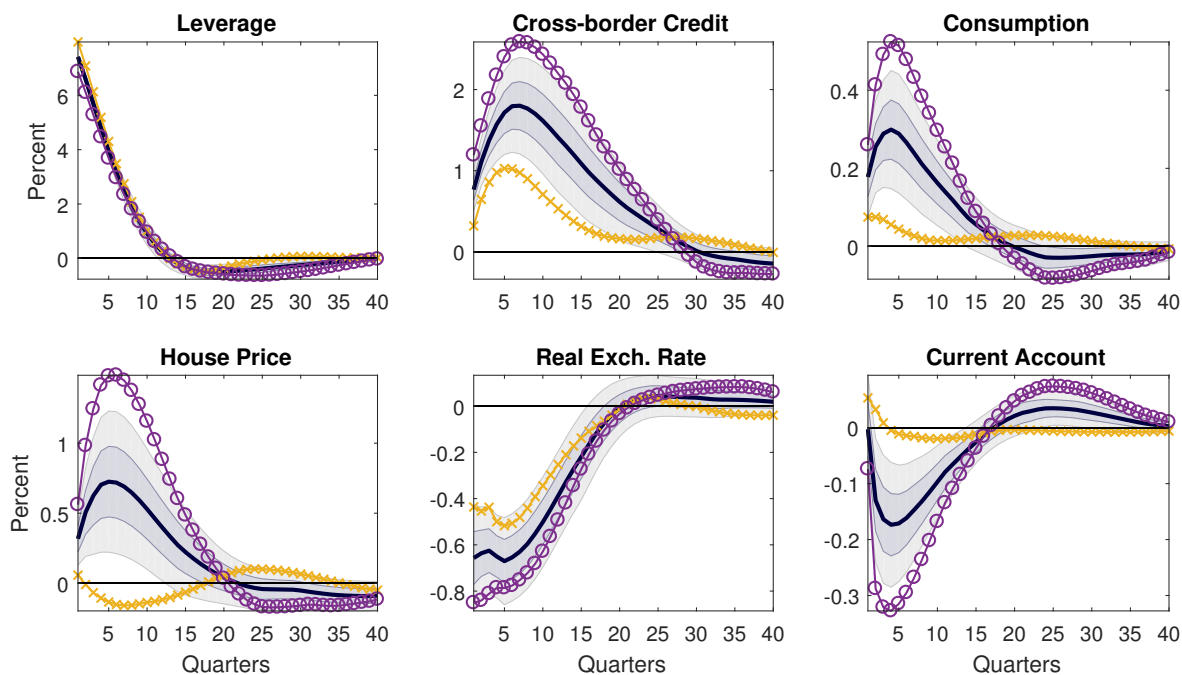 Leverage
Cross-border Credit
Consumption
Percent
6
4
2
0
5 10 15 20 25 30 35 40
2
1
0
5 10 15 20 25 30 35 40
0.4
0.2
0
5 10 15 20 25 30 35 40
House Price
Real Exch. Rate
Current Account
Percent
1
0.5
0
5 10 15 20 25 30 35 40
Quarters
0
-0.2
-0.4
-0.6
-0.8
5 10 15 20 25 30 35 40
Quarters
0
-0.1
-0.2
-0.3
5 10 15 20 25 30 35 40
Quarters